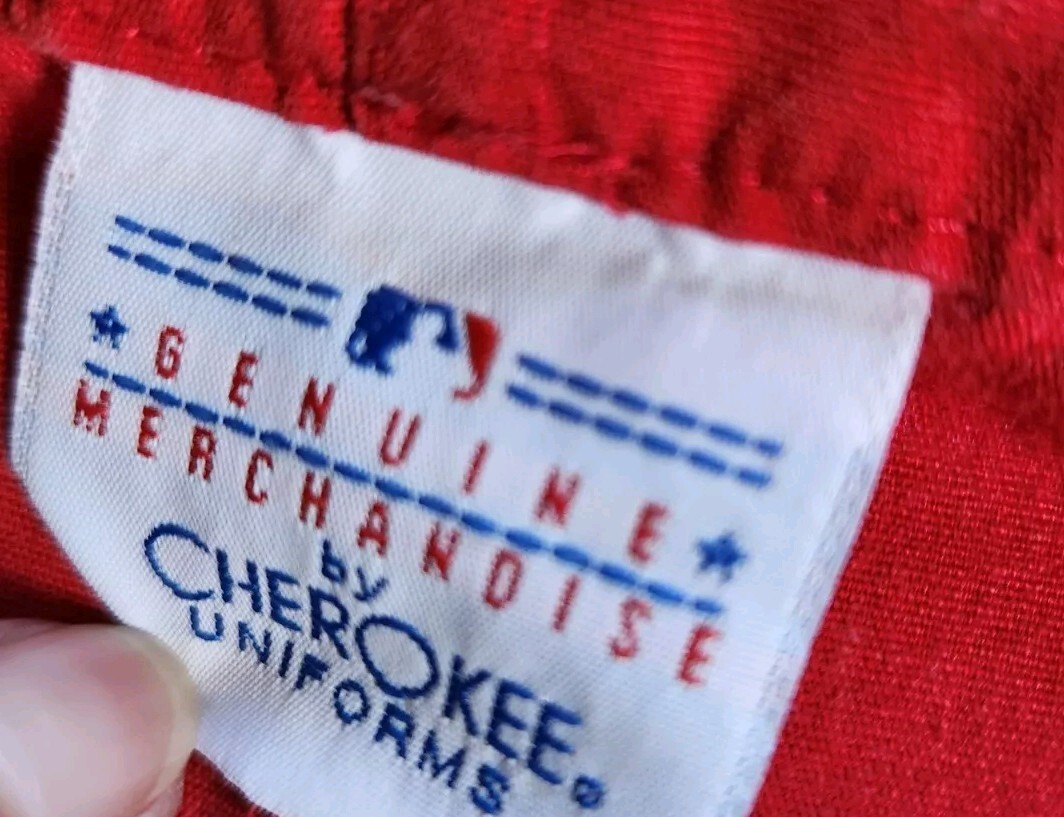 GENUINE
MERCHANDISE
by
CHEROKEE®
UNIFORMS